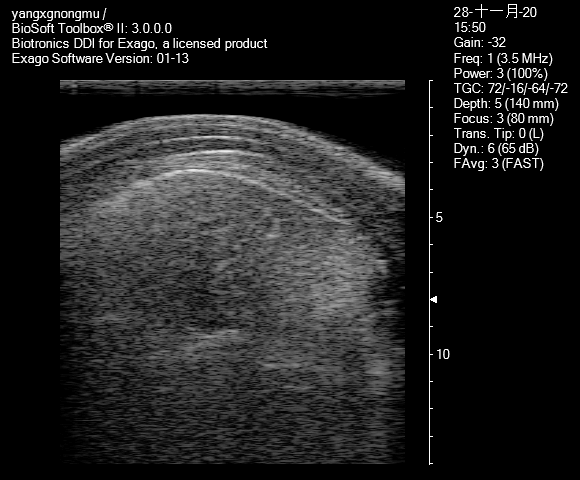 yangxgnongmu /
BioSoft Toolbox® II: 3.0.0.0
Biotronics DDI for Exago, a licensed product
Exago Software Version: 01-13
28-十一月-20
15:50
Gain: -32
Freq: 1 (3.5 MHz)
Power: 3 (100%)
TGC: 72/-16/-64/-72
Depth: 5 (140 mm)
Focus: 3 (80 mm)
Trans. Tip: 0 (L)
Dyn.: 6 (65 dB)
FAvg: 3 (FAST)
5
10